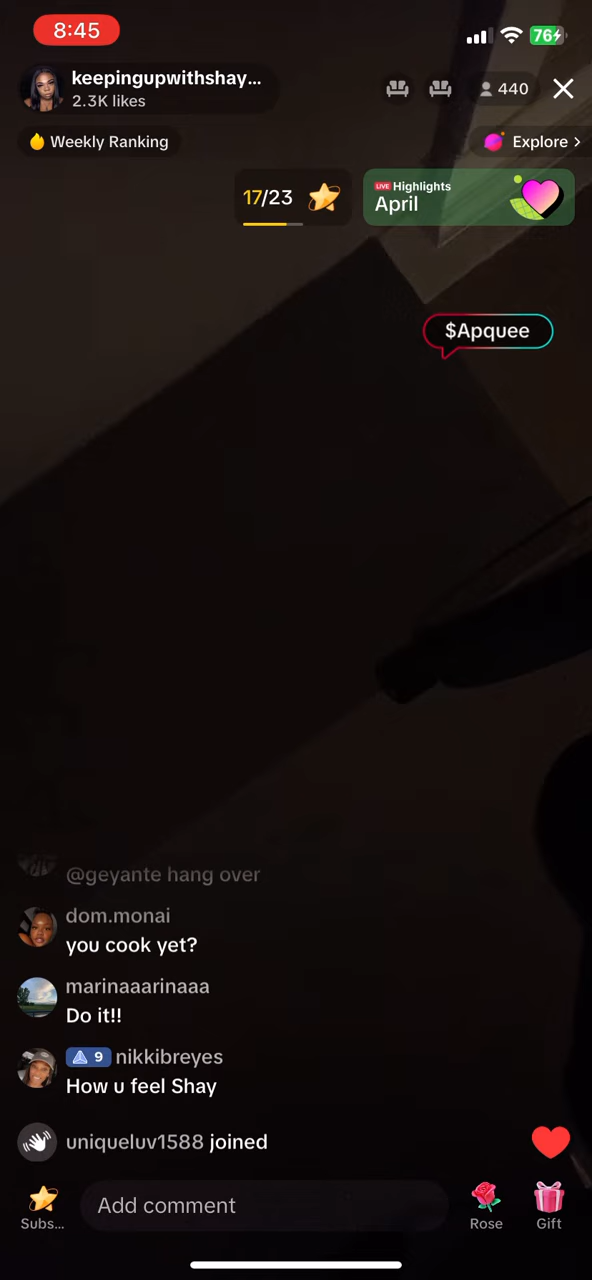 8:45
76
keepingupwithshay...
2.3K likes
440
Weekly Ranking
Explore >
17/23
LIVE Highlights
April
$Apquee
@geyante hang over
dom.monai
you cook yet?
marinaaarinaaa
Do it!!
9 nikkibreyes
How u feel Shay
uniqueluv1588 joined
Subs...
Add comment
Rose
Gift